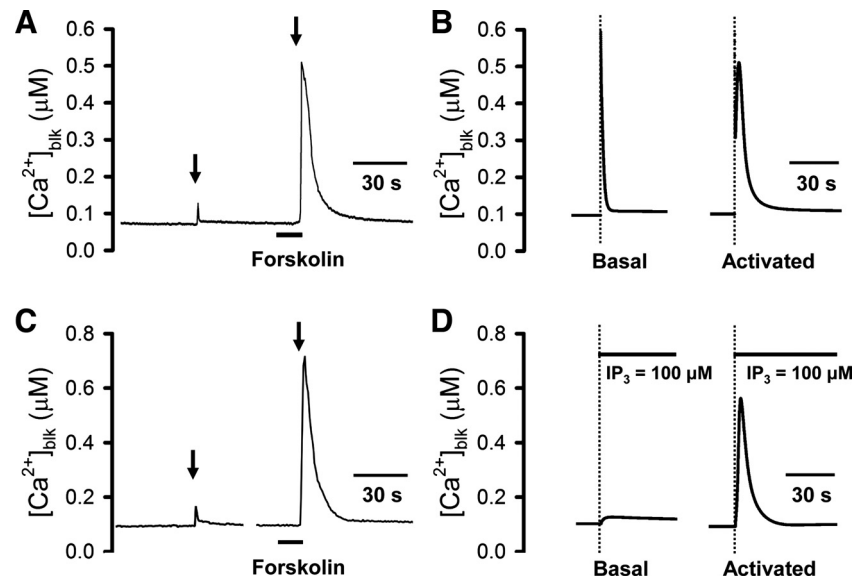 A
[Ca2+]blk (μM)
0.6
0.5
0.4
0.3
0.2
0.1
0.0
30 s
Forskolin
B
[Ca2+]blk (μM)
0.6
0.5
0.4
0.3
0.2
0.1
0.0
30 s
Basal
Activated
C
[Ca2+]blk (μM)
0.8
0.6
0.4
0.2
0.0
30 s
Forskolin
D
[Ca2+]blk (μM)
0.8
0.6
0.4
0.2
0.0
IP3 = 100 μM
IP3 = 100 μM
30 s
Basal
Activated